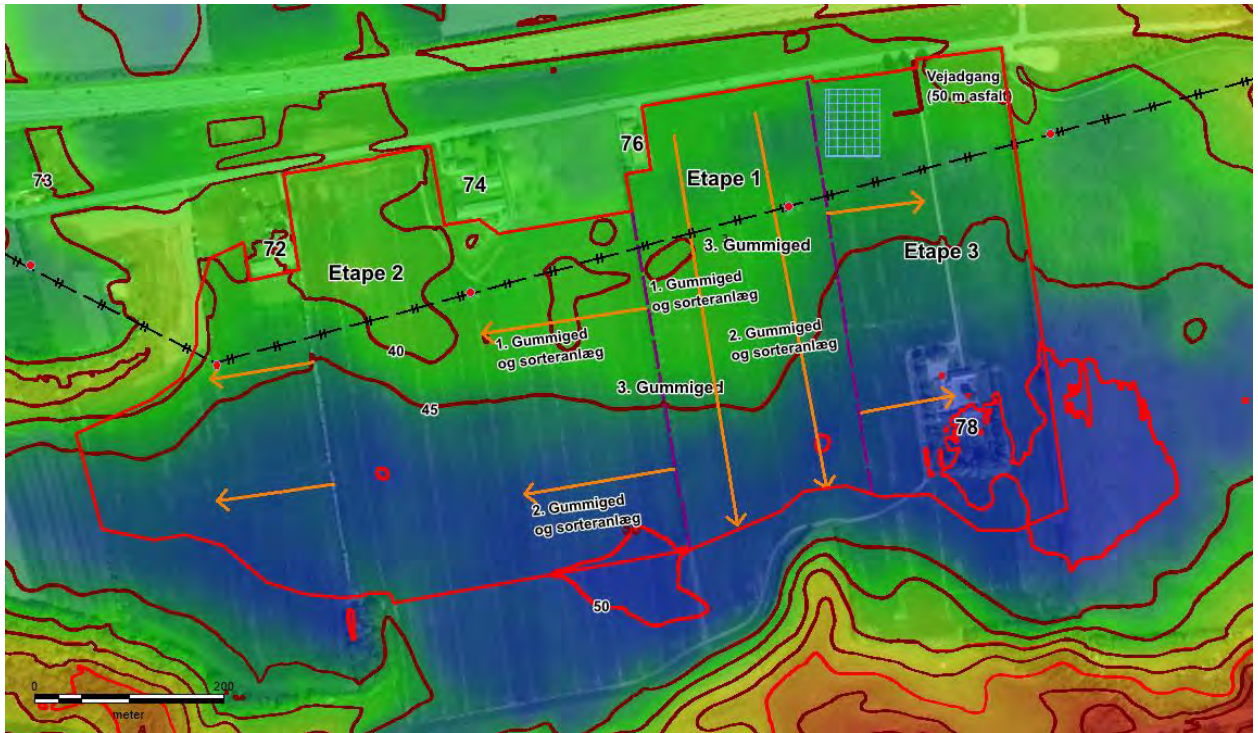 Vejadgang
(50 m asfalt)
76
73
74
Etape 1
72
Etape 2
3. Gummiged
Etape 3
1. Gummiged
og sorteranlæg
1. Gummiged
og sorteranlæg
2. Gummiged
og sorteranlæg
40
3. Gummiged
45
78
2. Gummiged
og sorteranlæg
50
0
200
meter